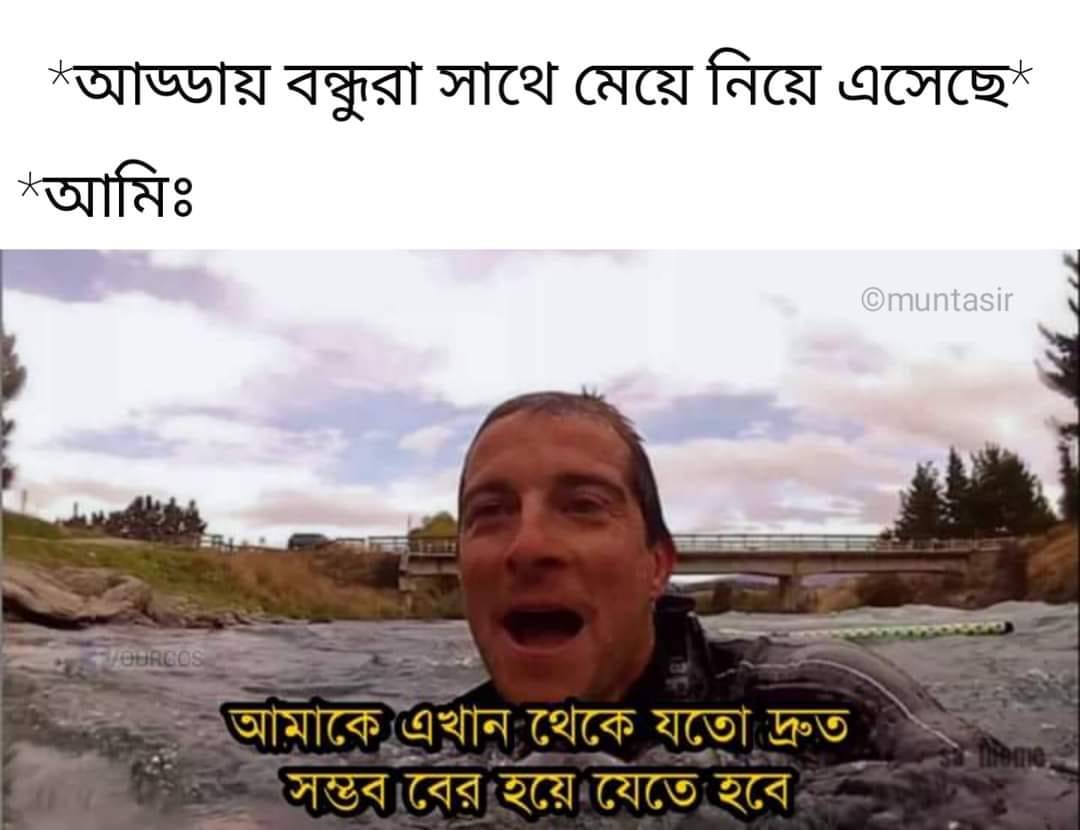 *আড্ডায় বন্ধুরা সাথে মেয়ে নিয়ে এসেছে*
*আমিঃ
©muntasir
আমাকে এখান থেকে যতো দ্রুত
সম্ভব বের হয়ে যেতে হবে